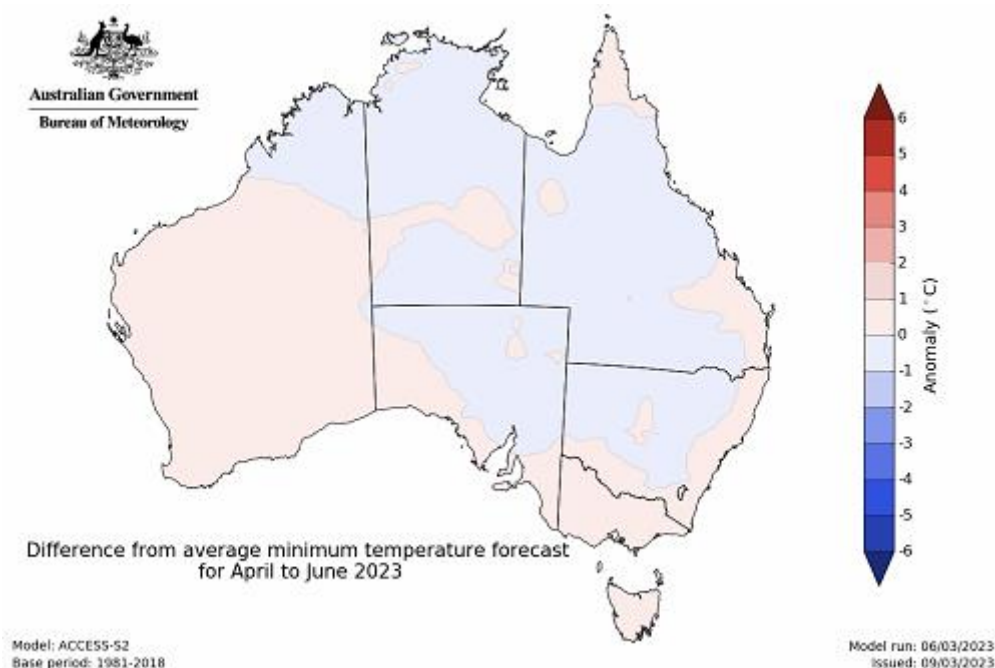 Australian Government
Bureau of Meteorology
6
5
4
3
2
1
0
-1
-2
-3
-4
-5
-6
Anomaly (°C)
Difference from average minimum temperature forecast
for April to June 2023
Model: ACCESS-S2
Base period: 1981-2018
Model run: 06/03/2023
Issued: 09/03/2023